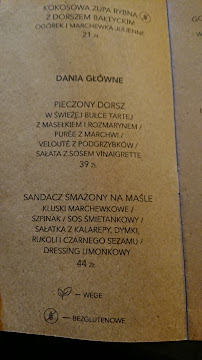 KOKOSOWA ZUPA RYBNA
Z DORSZEM BAŁTYCKIM
OGÓREK I MARCHEWKA JULIENNE
21 zł
DANIA GŁÓWNE
PIECZONY DORSZ
W ŚWIEŻEJ BUŁCE TARTEJ
Z MASEŁKIEM I ROZMARYNEM /
PURÉE Z MARCHWI /
VELOUTÉ Z PODGRZYBKÓW /
SAŁATA Z SOSEM VINAIGRETTE
39 zł
SANDACZ SMAŻONY NA MAŚLE
KLUSKI MARCHEWKOWE /
SZPINAK / SOS ŚMIETANKOWY /
SAŁATKA Z KALAREPY, DYMKI,
RUKOLI I CZARNEGO SEZAMU /
DRESSING LIMONKOWY
44 zł
— WEGE
— BEZGLUTENOWE